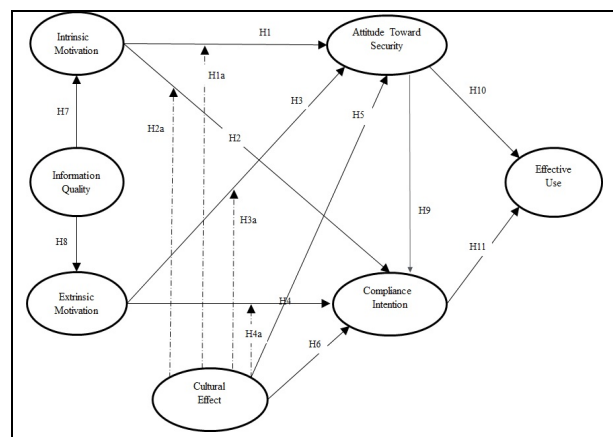 Intrinsic
Motivation
H1
Attitude Toward
Security
H1a
H3
H10
H7
H2a
H2
H5
Information
Quality
Effective
Use
H3a
H9
H8
H11
Extrinsic
Motivation
H4
Compliance
Intention
H4a
H6
Cultural
Effect